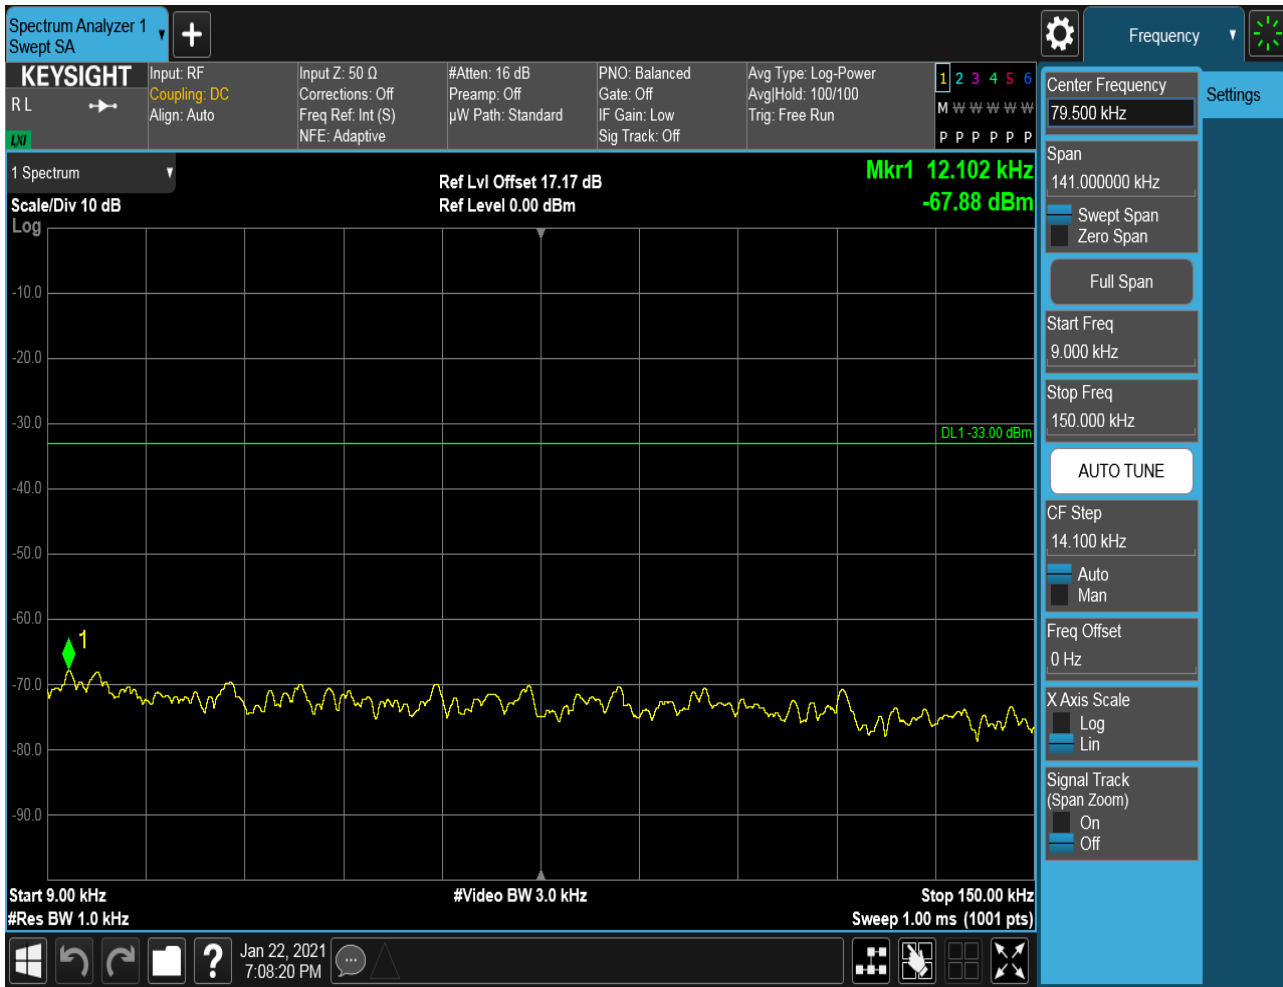 Spectrum Analyzer 1
Swept SA
Frequency
KEYSIGHT
R L
LXI
Input: RF
Coupling: DC
Align: Auto
Input Z: 50 Ω
Corrections: Off
Freq Ref: Int (S)
NFE: Adaptive
#Atten: 16 dB
Preamp: Off
µW Path: Standard
PNO: Balanced
Gate: Off
IF Gain: Low
Sig Track: Off
Avg Type: Log-Power
Avg|Hold: 100/100
Trig: Free Run
1 2 3 4 5 6
M W W W W W
P P P P P P
Settings
Center Frequency
79.500 kHz
Span
141.000000 kHz
Swept Span
Zero Span
Full Span
Start Freq
9.000 kHz
Stop Freq
150.000 kHz
AUTO TUNE
CF Step
14.100 kHz
Auto
Man
Freq Offset
0 Hz
X Axis Scale
Log
Lin
Signal Track
(Span Zoom)
On
Off
1 Spectrum
Scale/Div 10 dB
Log
Ref Lvl Offset 17.17 dB
Ref Level 0.00 dBm
Mkr1 12.102 kHz
-67.88 dBm
-10.0
-20.0
-30.0
DL1 -33.00 dBm
-40.0
-50.0
-60.0
1
-70.0
-80.0
-90.0
Start 9.00 kHz
#Res BW 1.0 kHz
#Video BW 3.0 kHz
Stop 150.00 kHz
Sweep 1.00 ms (1001 pts)
?
Jan 22, 2021
7:08:20 PM